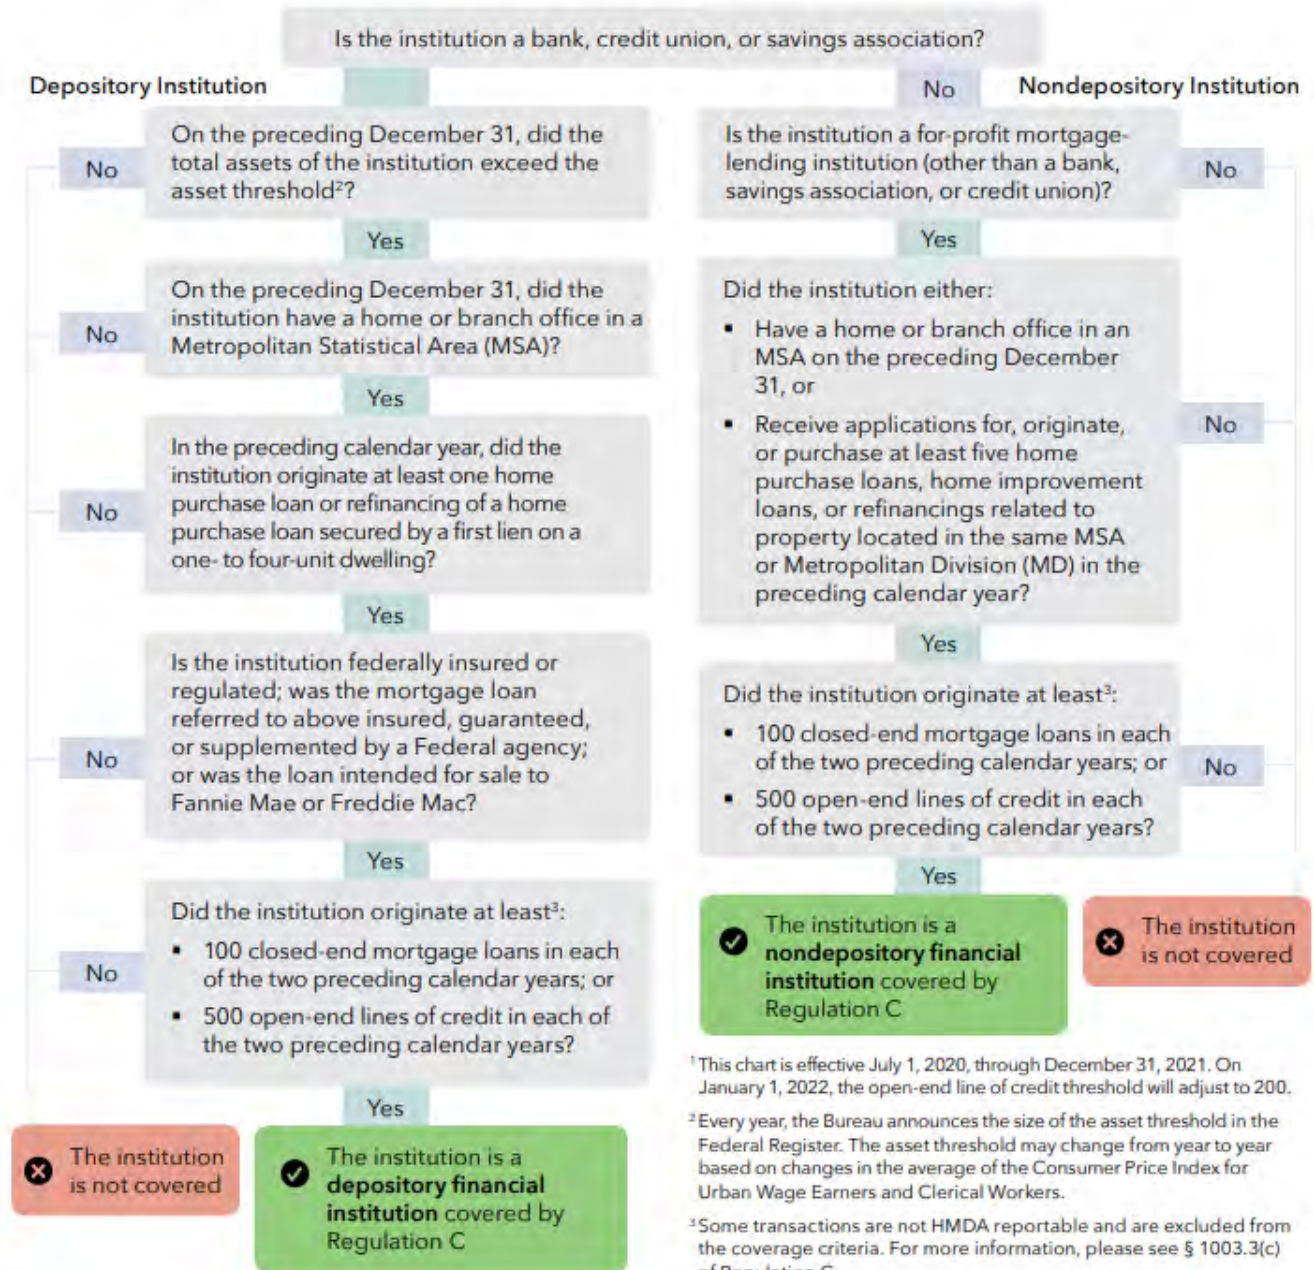 Is the institution a bank, credit union, or savings association?
Depository Institution
No
Nondepository Institution
On the preceding December 31, did the
total assets of the institution exceed the
asset threshold²?
No
Yes
On the preceding December 31, did the
institution have a home or branch office in a
Metropolitan Statistical Area (MSA)?
No
Yes
In the preceding calendar year, did the
institution originate at least one home
purchase loan or refinancing of a home
purchase loan secured by a first lien on a
one- to four-unit dwelling?
No
Yes
Is the institution federally insured or
regulated; was the mortgage loan
referred to above insured, guaranteed,
or supplemented by a Federal agency;
or was the loan intended for sale to
Fannie Mae or Freddie Mac?
No
Yes
Did the institution originate at least³:
▪ 100 closed-end mortgage loans in each
of the two preceding calendar years; or
▪ 500 open-end lines of credit in each of
the two preceding calendar years?
No
Yes
The institution
is not covered
The institution is a
depository financial
institution covered by
Regulation C
Is the institution a for-profit mortgage-
lending institution (other than a bank,
savings association, or credit union)?
No
Yes
Did the institution either:
▪ Have a home or branch office in an
MSA on the preceding December
31, or
▪ Receive applications for, originate,
or purchase at least five home
purchase loans, home improvement
loans, or refinancings related to
property located in the same MSA
or Metropolitan Division (MD) in the
preceding calendar year?
No
Yes
Did the institution originate at least³:
▪ 100 closed-end mortgage loans in each
of the two preceding calendar years; or
▪ 500 open-end lines of credit in each
of the two preceding calendar years?
No
Yes
The institution is a
nondepository financial
institution covered by
Regulation C
The institution
is not covered
¹ This chart is effective July 1, 2020, through December 31, 2021. On
January 1, 2022, the open-end line of credit threshold will adjust to 200.
² Every year, the Bureau announces the size of the asset threshold in the
Federal Register. The asset threshold may change from year to year
based on changes in the average of the Consumer Price Index for
Urban Wage Earners and Clerical Workers.
³ Some transactions are not HMDA reportable and are excluded from
the coverage criteria. For more information, please see § 1003.3(c)
of Regulation C